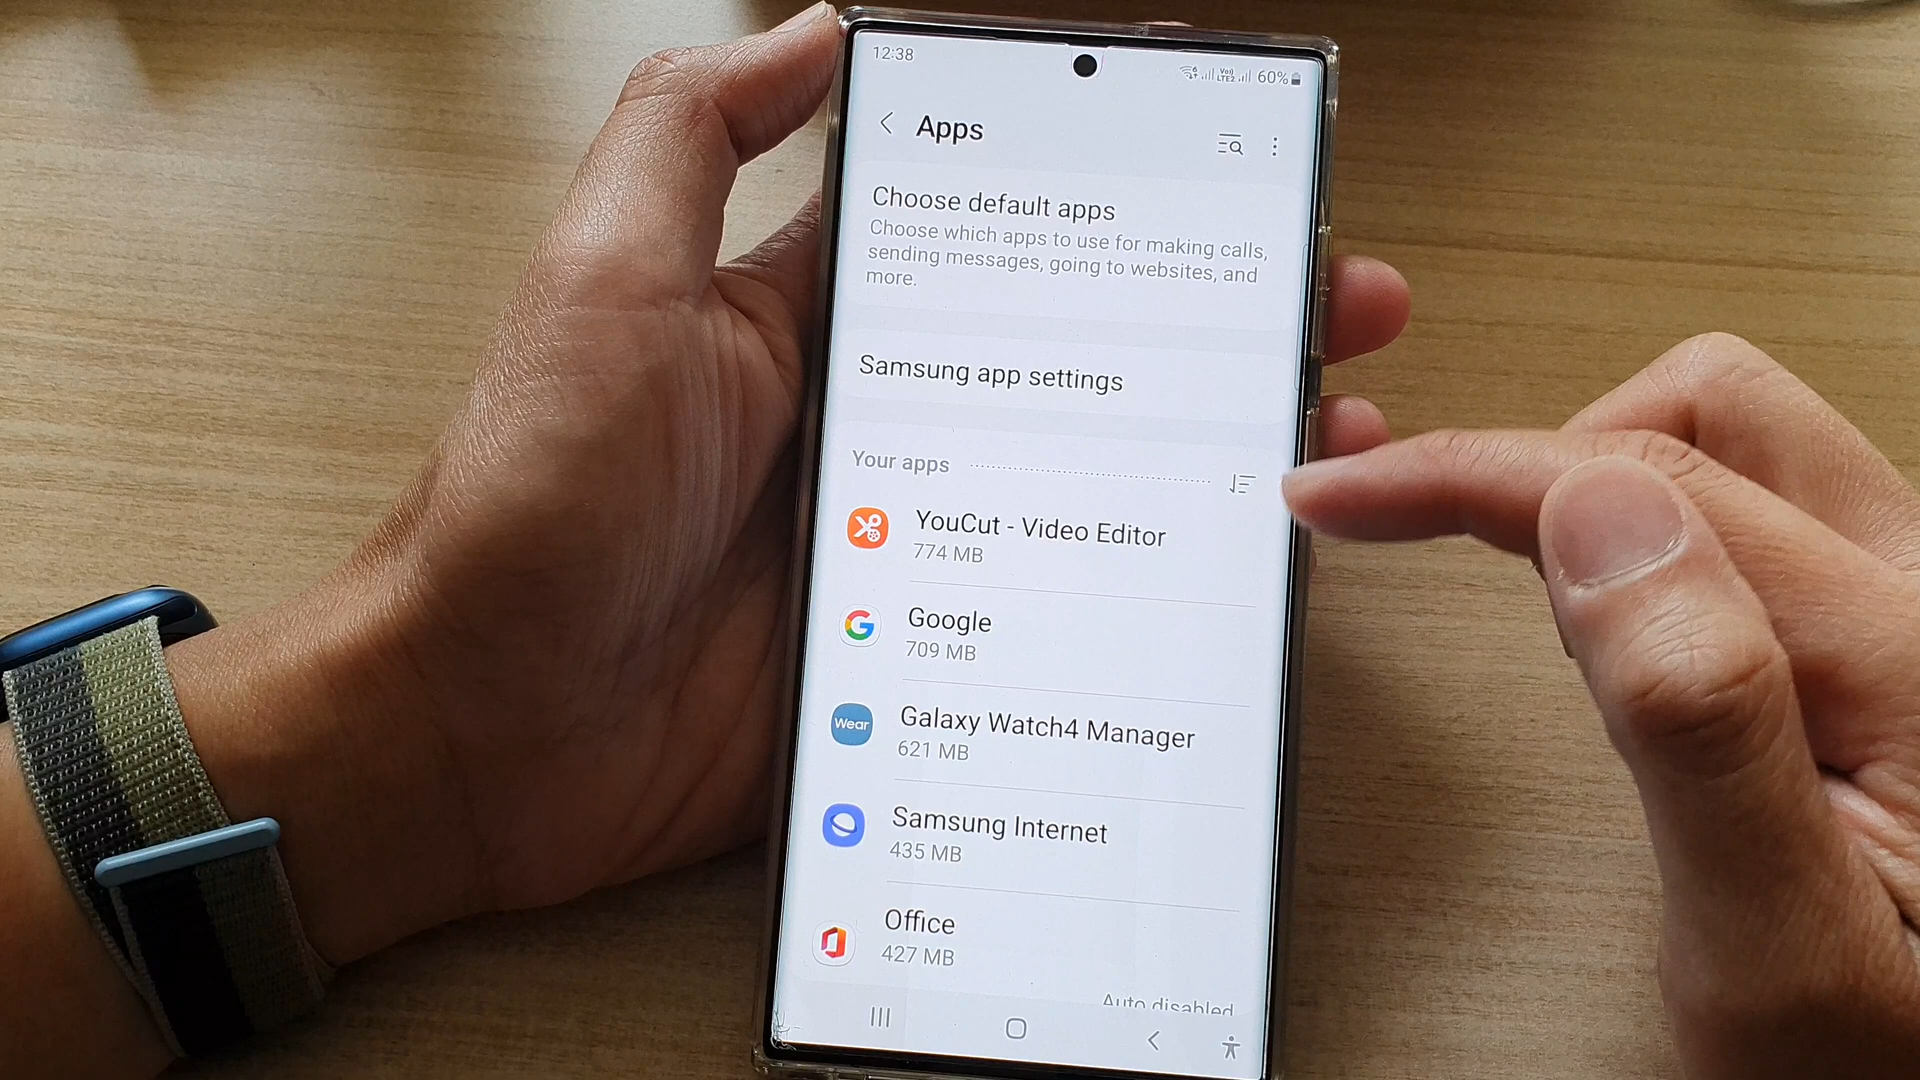 12:38
Vo))
LTE2
60%
Apps
Choose default apps
Choose which apps to use for making calls,
sending messages, going to websites, and
more.
Samsung app settings
Your apps
YouCut - Video Editor
774 MB
Google
709 MB
Wear
Galaxy Watch4 Manager
621 MB
Samsung Internet
435 MB
Office
427 MB
Auto disabled